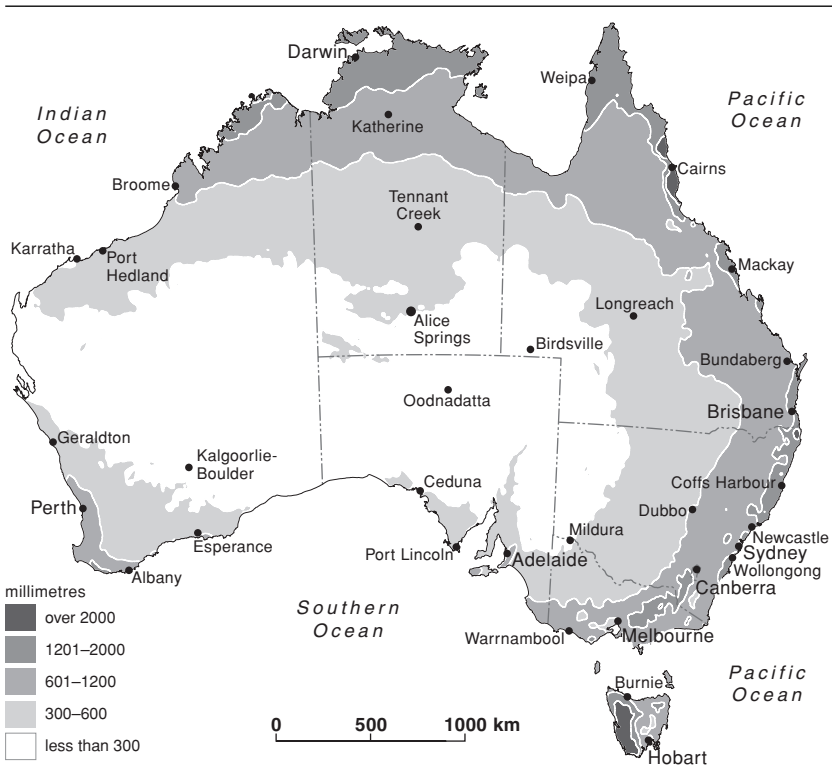 Darwin
Weipa
Indian
Ocean
Pacific
Ocean
Katherine
Cairns
Broome
Tennant
Creek
Karratha
Port
Hedland
Mackay
Longreach
Alice
Springs
Birdsville
Bundaberg
Oodnadatta
Brisbane
Geraldton
Kalgoorlie-
Boulder
Ceduna
Coffs Harbour
Perth
Dubbo
Mildura
Newcastle
Esperance
Port Lincoln
Adelaide
Sydney
Wollongong
Albany
Canberra
millimetres
over 2000
1201–2000
601–1200
300–600
less than 300
Southern
Ocean
Warrnambool
Melbourne
Pacific
Ocean
Burnie
0 500 1000 km
Hobart